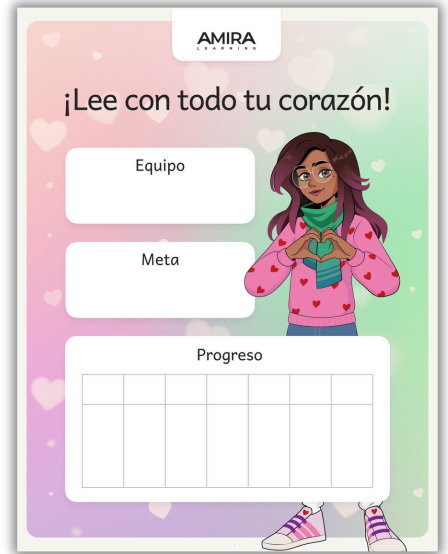 AMIRA
LEARNING
¡Lee con todo tu corazón!
Equipo
Meta
Progreso